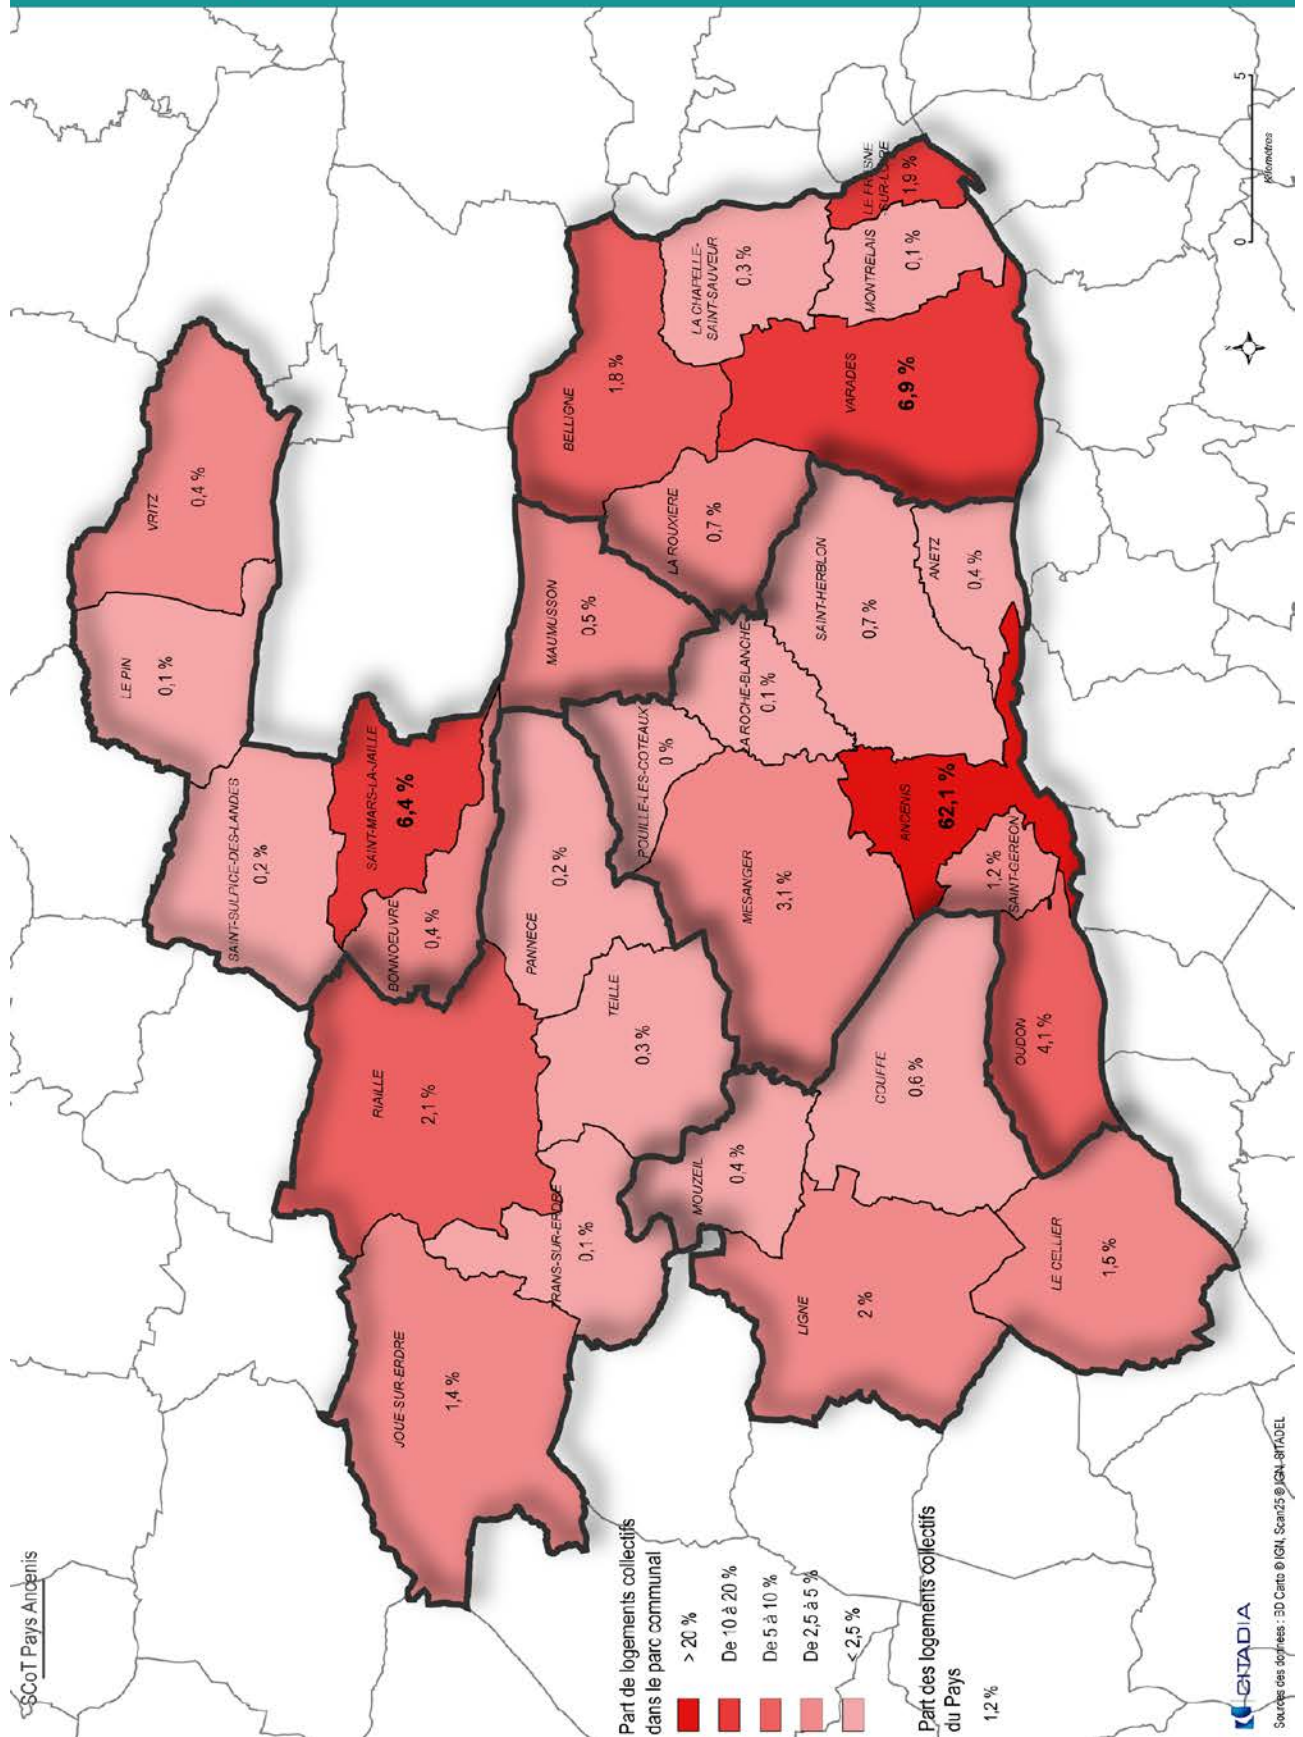 SCoT Pays Ancenis
VRITZ
0,4 %
LE PIN
0,1 %
SAINT-SULPICE-DES-LANDES
0,2 %
SAINT-MARS-LA-JAILLE
6,4 %
BONNOEUVRE
0,4 %
RIAILLE
2,1 %
JOUE-SUR-ERDRE
1,4 %
TRANS-SUR-ERDRE
0,1 %
TEILLE
0,3 %
PANNECE
0,2 %
MAUMUSSON
0,5 %
BELLIGNE
1,8 %
LA ROUXIERE
0,7 %
LA CHAPELLE-
SAINT-SAUVEUR
0,3 %
LE FRESNE
SUR-LOIRE
1,9 %
MONTRELAIS
0,1 %
VARADES
6,9 %
POUILLE-LES-COTEAUX
0 %
LA ROCHE-BLANCHE
0,1 %
SAINT-HERBLON
0,7 %
ANETZ
0,4 %
MESANGER
3,1 %
ANCENIS
62,1 %
1,2 %
SAINT-GEREON
MOUZEIL
0,4 %
COUFFE
0,6 %
OUDON
4,1 %
LIGNE
2 %
LE CELLIER
1,5 %
Part de logements collectifs
dans le parc communal
> 20 %
De 10 à 20 %
De 5 à 10 %
De 2,5 à 5 %
< 2,5 %
Part des logements collectifs
du Pays
1,2 %
N
0 5
Kilomètres
CITADIA
Sources des données : BD Carto © IGN, Scan25 © IGN, SITADEL